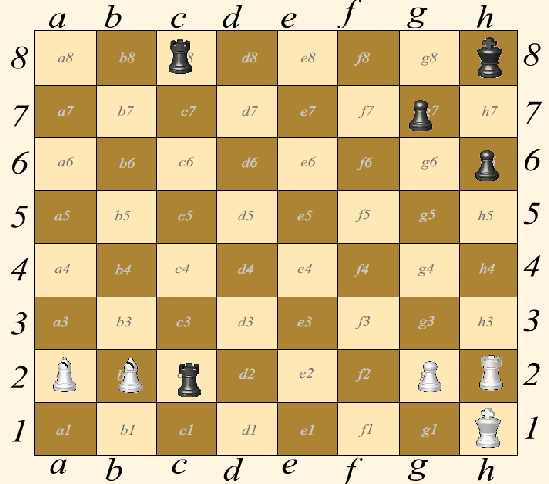 a b c d e f g h
8 a8 b8 8 d8 e8 f8 g8 8
7 a7 b7 c7 d7 e7 f7 7 h7 7
6 a6 b6 c6 d6 e6 f6 g6 6
5 a5 b5 c5 d5 e5 f5 g5 h5 5
4 a4 b4 c4 d4 e4 f4 g4 h4 4
3 a3 b3 c3 d3 e3 f3 g3 h3 3
2 d2 e2 f2 2
1 a1 b1 c1 d1 e1 f1 g1 1
a b c d e f g h